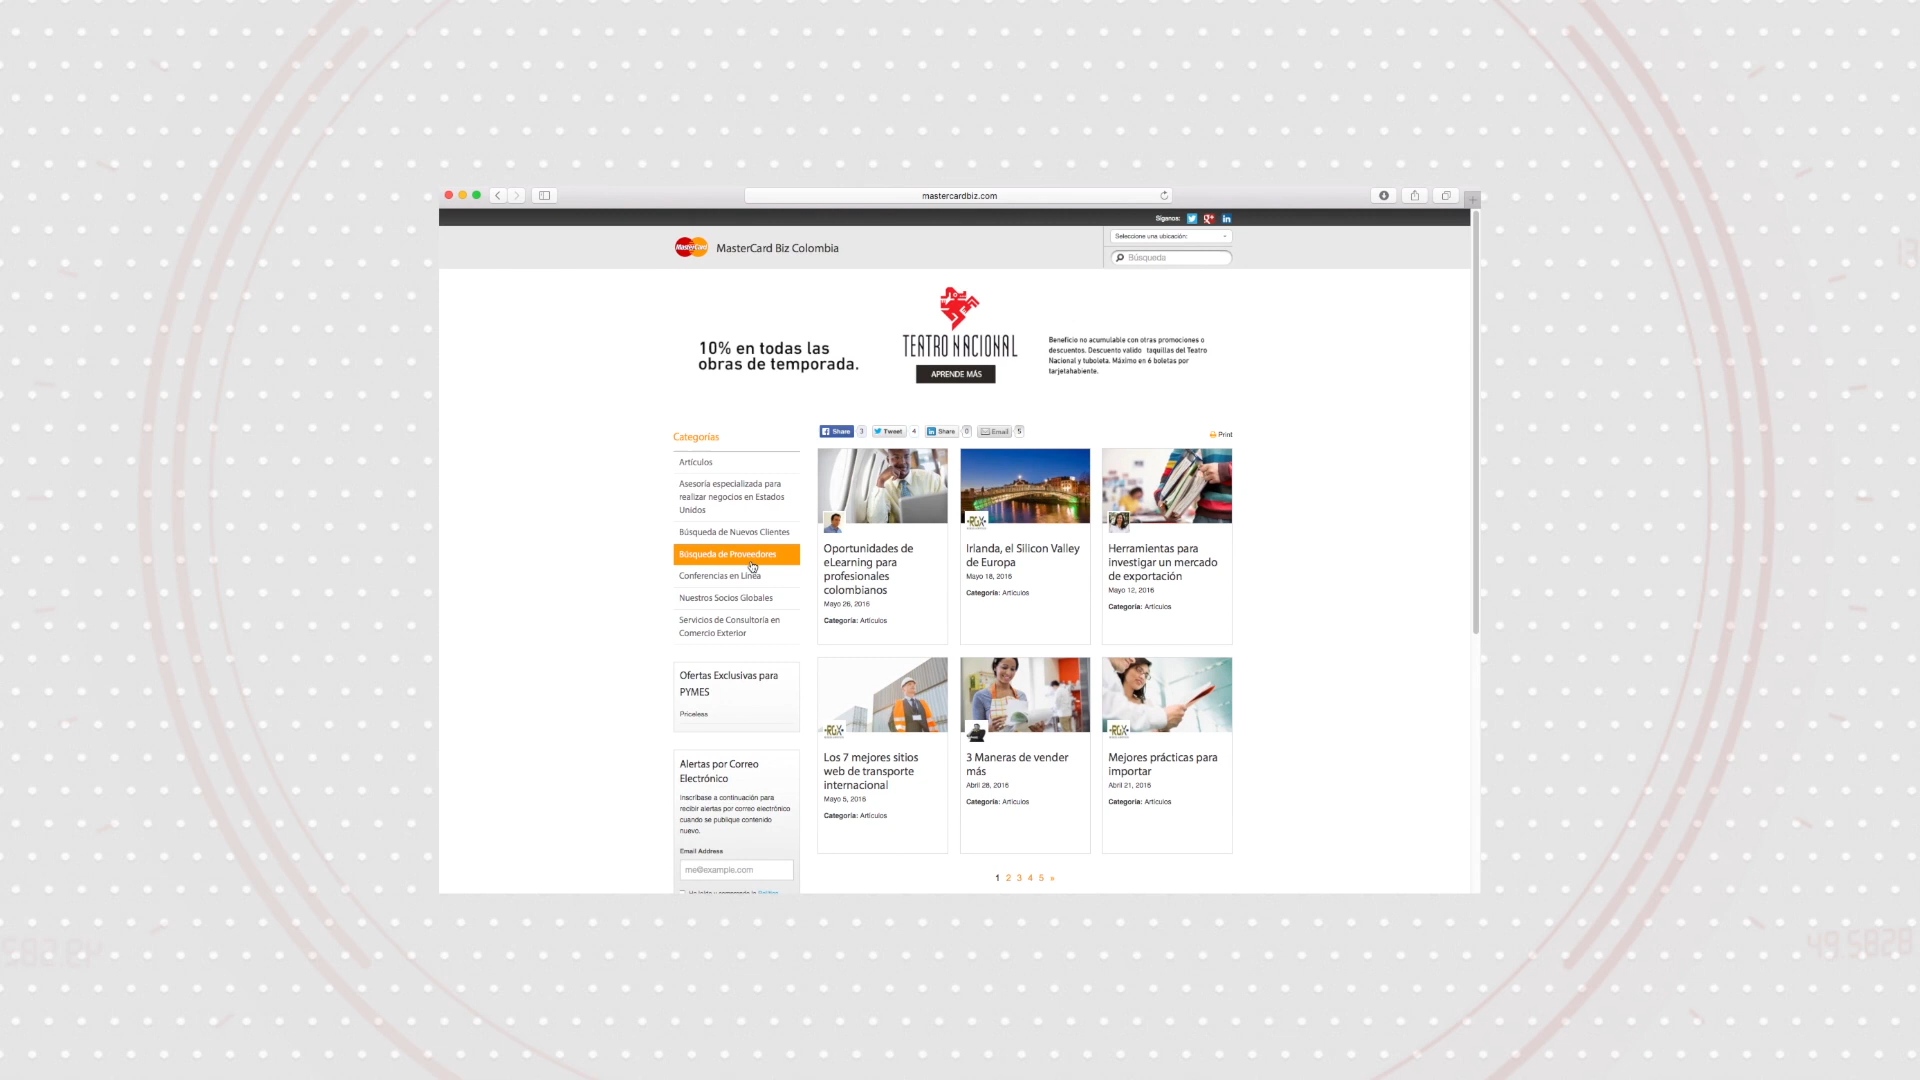 mastercardbiz.com
Síganos:
MasterCard
MasterCard Biz Colombia
Seleccione una ubicación:
Búsqueda
10% en todas las
obras de temporada.
TEATRO NACIONAL
APRENDE MÁS
Beneficio no acumulable con otras promociones o
descuentos. Descuento valido taquillas del Teatro
Nacional y tuboleta. Máximo en 6 boletas por
tarjetahabiente.
Categorías
Artículos
Asesoría especializada para
realizar negocios en Estados
Unidos
Búsqueda de Nuevos Clientes
Búsqueda de Proveedores
Conferencias en Línea
Nuestros Socios Globales
Servicios de Consultoría en
Comercio Exterior
Ofertas Exclusivas para
PYMES
Priceless
Alertas por Correo
Electrónico
Inscríbase a continuación para
recibir alertas por correo electrónico
cuando se publique contenido
nuevo.
Email Address
me@example.com
Share 3 Tweet 4 Share 0 Email 5
Print
Oportunidades de
eLearning para
profesionales
colombianos
Mayo 26, 2016
Categoría: Artículos
RGX
Irlanda, el Silicon Valley
de Europa
Mayo 18, 2016
Categoría: Artículos
Herramientas para
investigar un mercado
de exportación
Mayo 12, 2016
Categoría: Artículos
RGX
Los 7 mejores sitios
web de transporte
internacional
Mayo 5, 2016
Categoría: Artículos
3 Maneras de vender
más
Abril 28, 2016
Categoría: Artículos
RGX
Mejores prácticas para
importar
Abril 21, 2016
Categoría: Artículos
1 2 3 4 5 »
49.5828